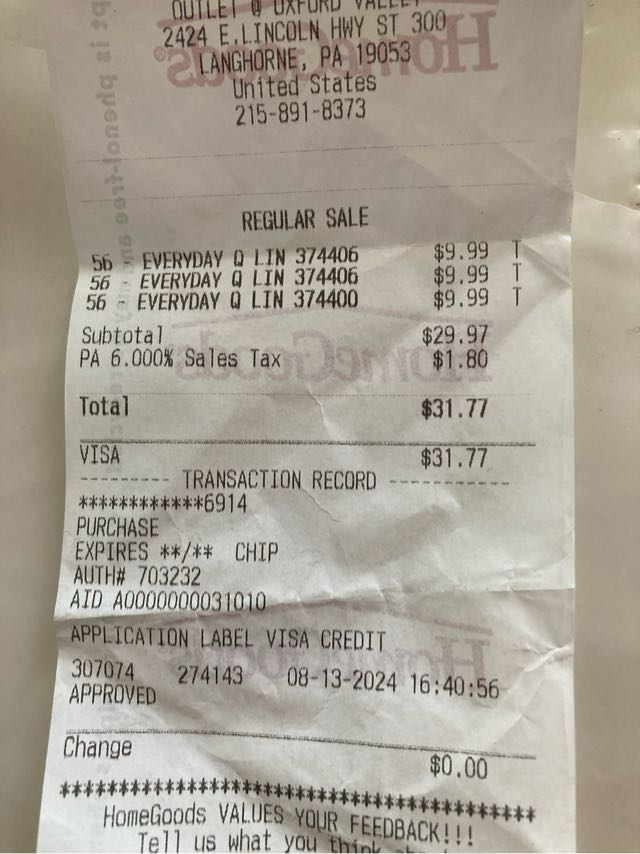 OUTLET @ OXFORD VALLEY
2424 E.LINCOLN HWY ST 300
LANGHORNE, PA 19053
United States
215-891-8373
REGULAR SALE
56 - EVERYDAY Q LIN 374406 $9.99 T
56 - EVERYDAY Q LIN 374406 $9.99 T
56 - EVERYDAY Q LIN 374400 $9.99 T
Subtotal $29.97
PA 6.000% Sales Tax $1.80
Total $31.77
VISA $31.77
--------- TRANSACTION RECORD ------------
************6914
PURCHASE
EXPIRES **/** CHIP
AUTH# 703232
AID A0000000031010
APPLICATION LABEL VISA CREDIT
307074 274143 08-13-2024 16:40:56
APPROVED
Change $0.00
******************************************
HomeGoods VALUES YOUR FEEDBACK!!!
Tell us what you think